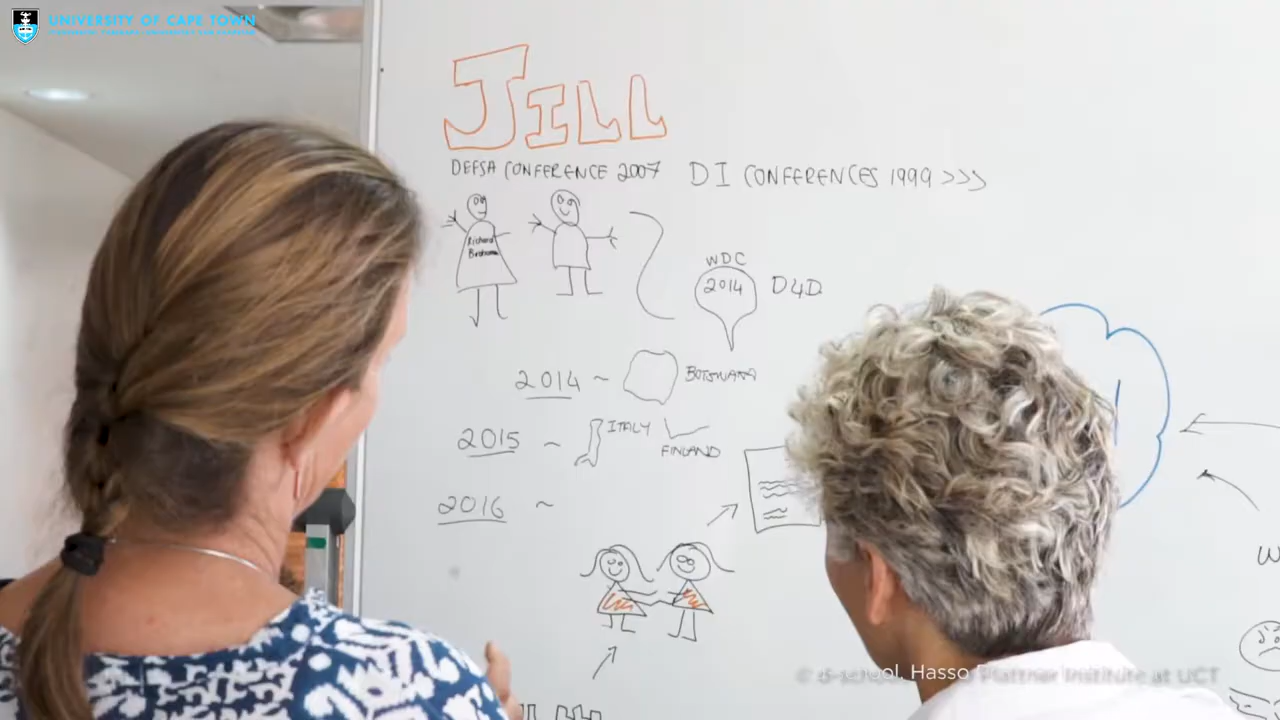 UNIVERSITY OF CAPE TOWN
JILL
DEFSA CONFERENCE 2007 DI CONFERENCES 1999 >>>
Richard
WDC
2014 D4D
2014 ~ BOTSWANA
2015 ~ ITALY
FINLAND
2016 ~
W
© d-school, Hasso Plattner Institute at UCT